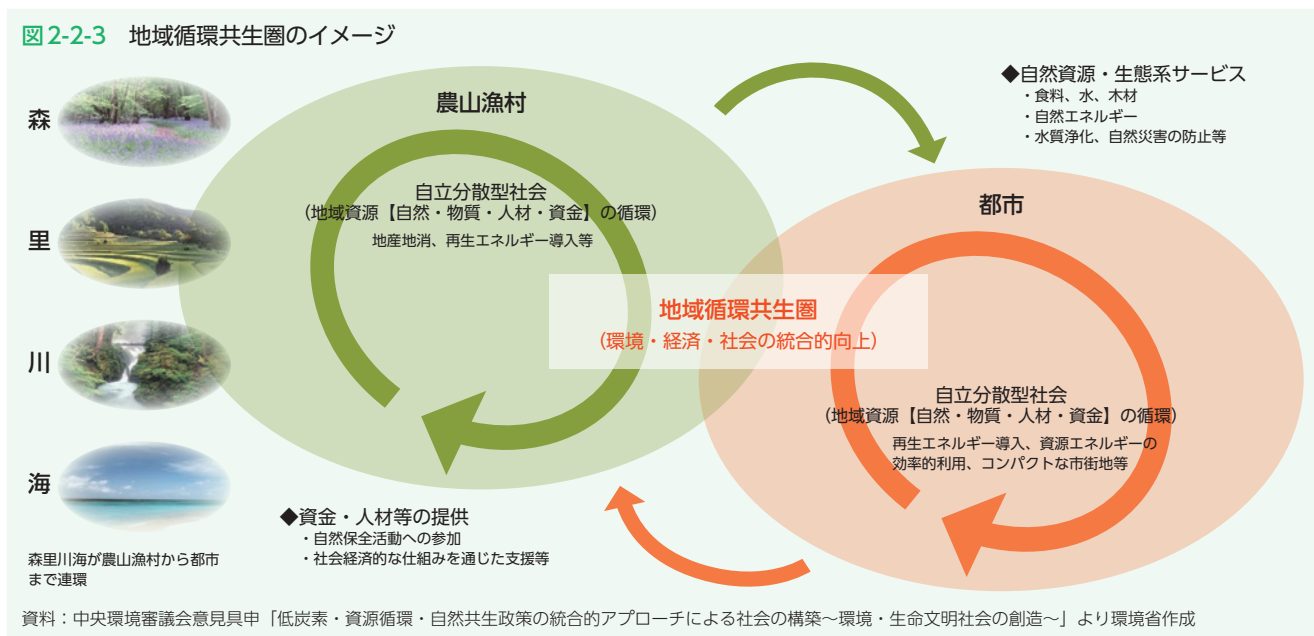 図2-2-3 地域循環共生圏のイメージ
森
里
川
海
森里川海が農山漁村から都市
まで連環
農山漁村
自立分散型社会
(地域資源【自然・物質・人材・資金】の循環)
地産地消、再生エネルギー導入等
◆自然資源・生態系サービス
・食料、水、木材
・自然エネルギー
・水質浄化、自然災害の防止等
都市
地域循環共生圏
(環境・経済・社会の統合的向上)
自立分散型社会
(地域資源【自然・物質・人材・資金】の循環)
再生エネルギー導入、資源エネルギーの
効率的利用、コンパクトな市街地等
◆資金・人材等の提供
・自然保全活動への参加
・社会経済的な仕組みを通じた支援等
資料：中央環境審議会意見具申「低炭素・資源循環・自然共生政策の統合的アプローチによる社会の構築～環境・生命文明社会の創造～」より環境省作成